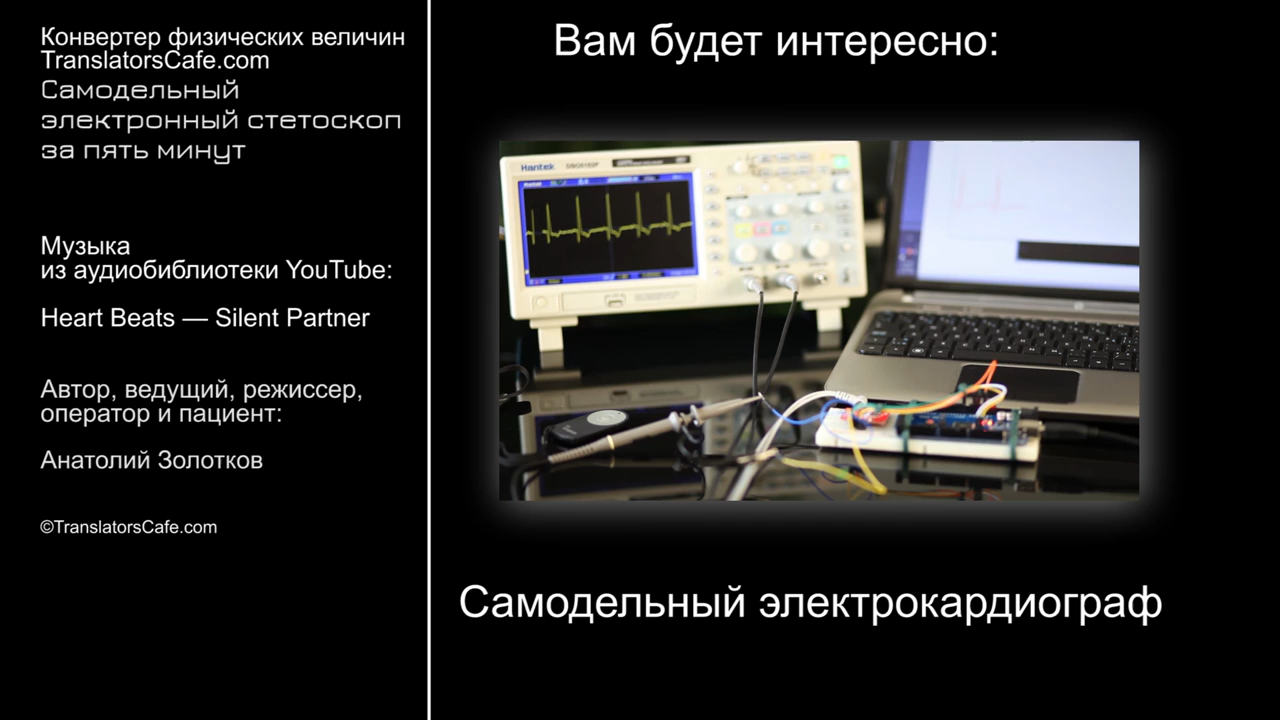 Конвертер физических величин
TranslatorsCafe.com
Самодельный
электронный стетоскоп
за пять минут
Музыка
из аудиобиблиотеки YouTube:
Heart Beats — Silent Partner
Автор, ведущий, режиссер,
оператор и пациент:
Анатолий Золотков
©TranslatorsCafe.com
Вам будет интересно:
Hantek
Самодельный электрокардиограф